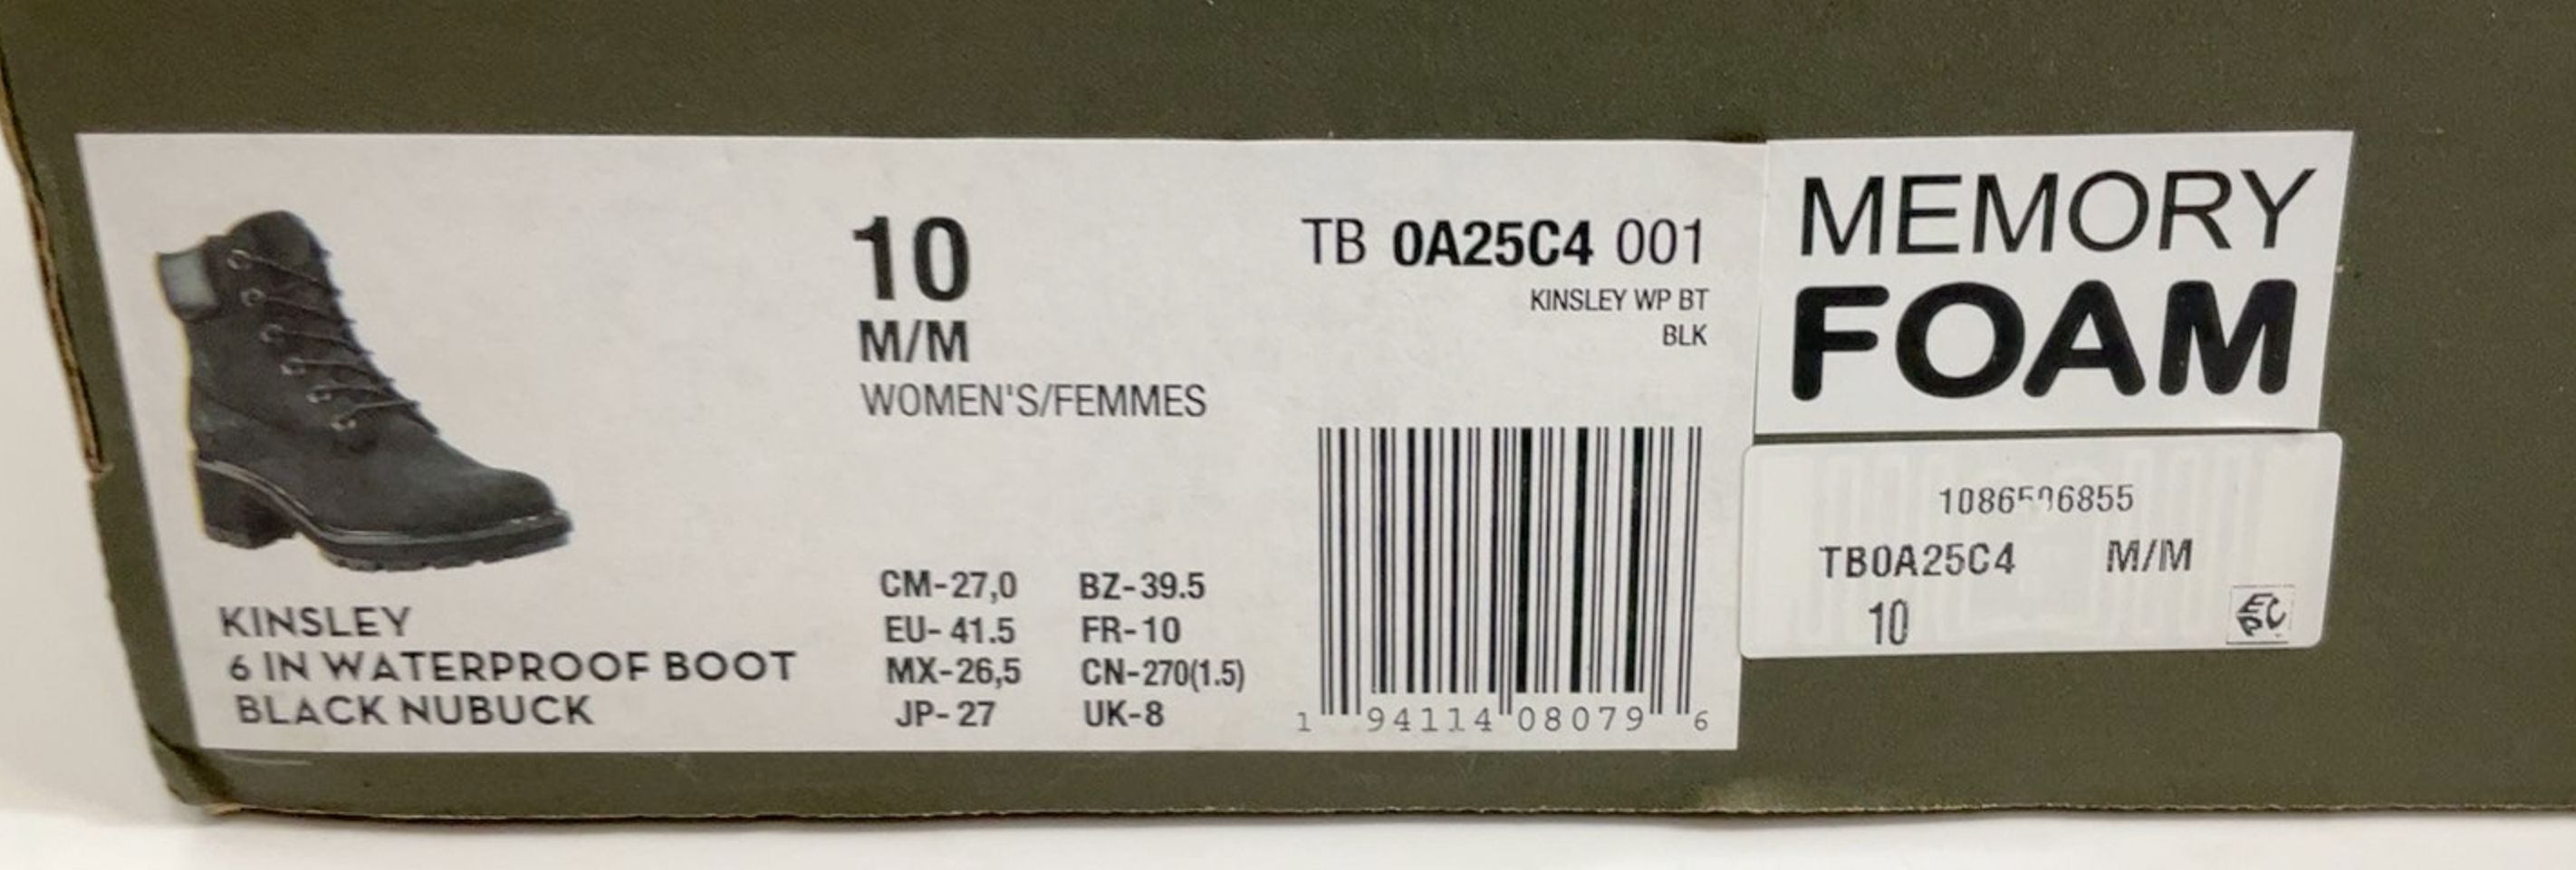 10
M/M
WOMEN'S/FEMMES
TB 0A25C4 001
KINSLEY WP BT
BLK
KINSLEY
6 IN WATERPROOF BOOT
BLACK NUBUCK
CM-27,0 BZ-39.5
EU-41.5 FR-10
MX-26,5 CN-270(1.5)
JP-27 UK-8
1 94114 08079 6
MEMORY
FOAM
TB0A25C4 M/M
10
EPC